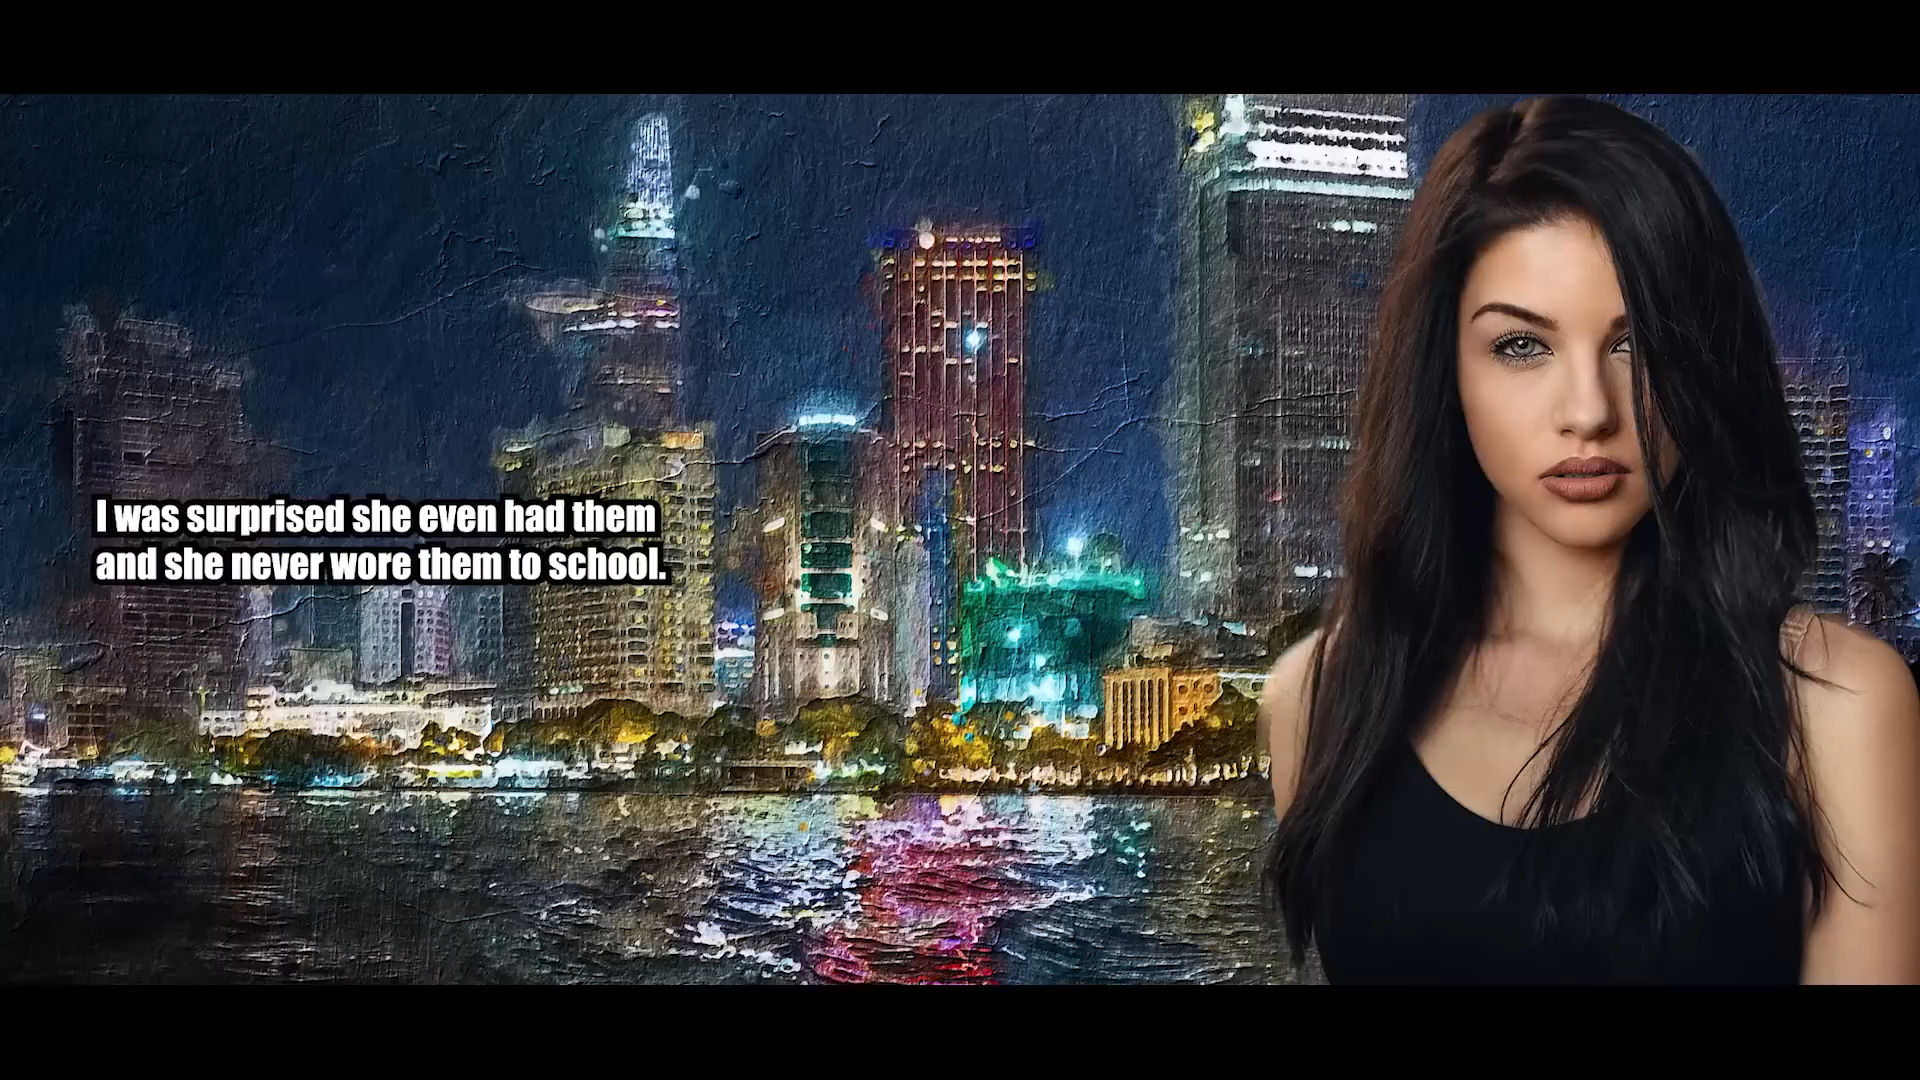 I was surprised she even had them
and she never wore them to school.